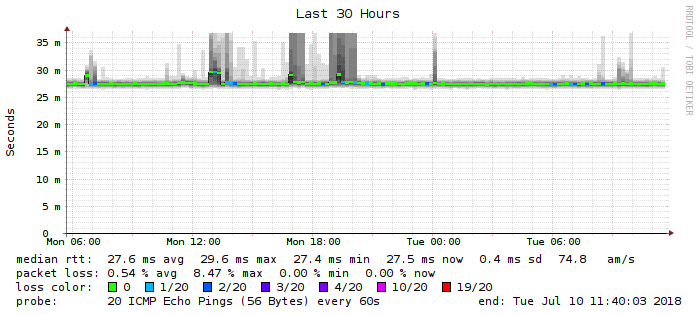 Last 30 Hours
RRDTOOL / TOBI OETIKER
Seconds
35 m
30 m
25 m
20 m
15 m
10 m
5 m
0
Mon 06:00 Mon 12:00 Mon 18:00 Tue 00:00 Tue 06:00
median rtt: 27.6 ms avg 29.6 ms max 27.4 ms min 27.5 ms now 0.4 ms sd 74.8 am/s
packet loss: 0.54 % avg 8.47 % max 0.00 % min 0.00 % now
loss color: 0 1/20 2/20 3/20 4/20 10/20 19/20
probe: 20 ICMP Echo Pings (56 Bytes) every 60s end: Tue Jul 10 11:40:03 2018